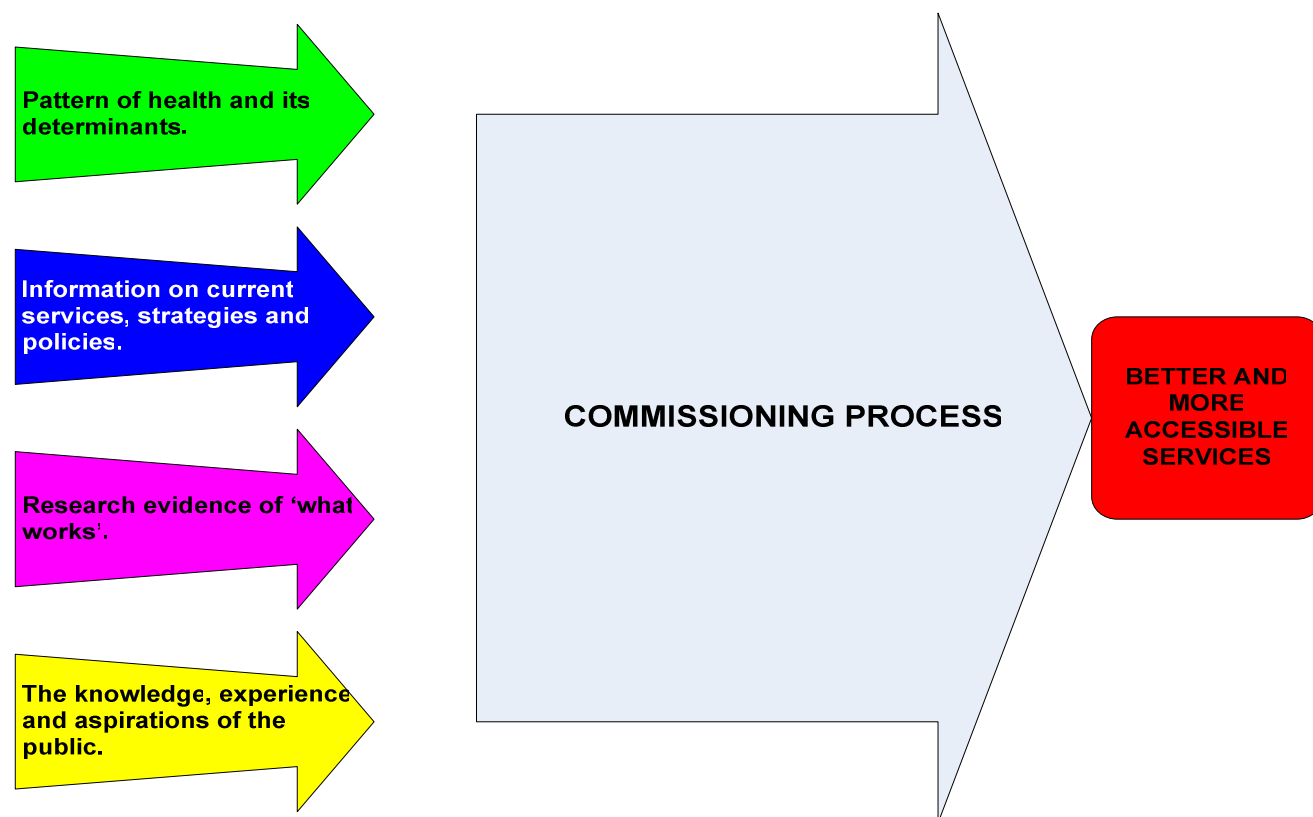 Pattern of health and its
determinants.
Information on current
services, strategies and
policies.
Research evidence of ‘what
works’.
The knowledge, experience
and aspirations of the
public.
COMMISSIONING PROCESS
BETTER AND
MORE
ACCESSIBLE
SERVICES